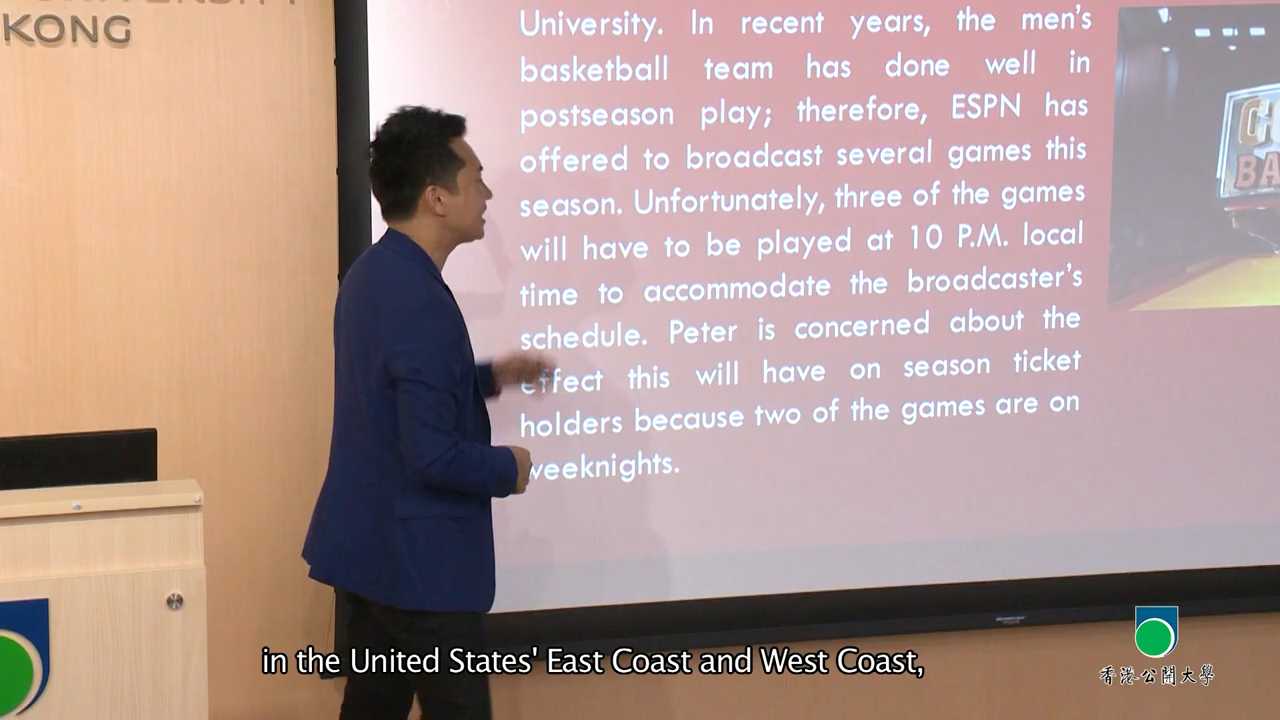 KONG
University. In recent years, the men's
basketball team has done well in
postseason play; therefore, ESPN has
offered to broadcast several games this
season. Unfortunately, three of the games
will have to be played at 10 P.M. local
time to accommodate the broadcaster's
schedule. Peter is concerned about the
effect this will have on season ticket
holders because two of the games are on
weeknights.
in the United States' East Coast and West Coast,
香港公開大學